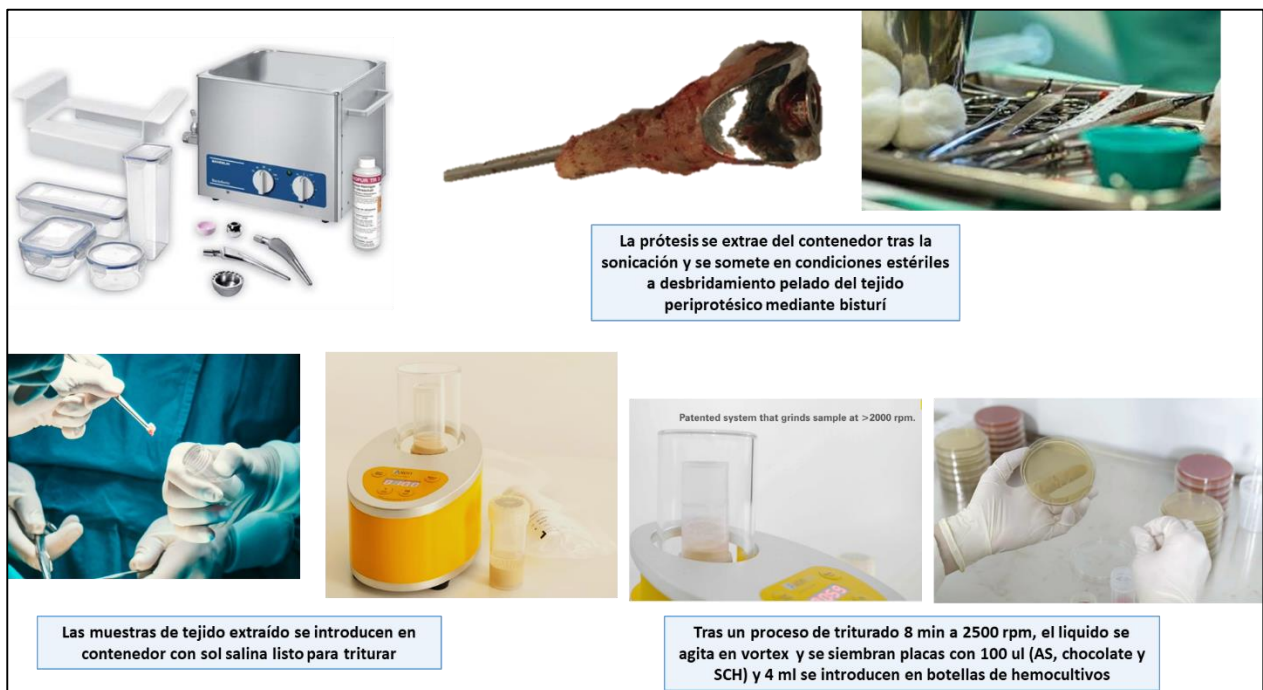 La prótesis se extrae del contenedor tras la
sonicación y se somete en condiciones estériles
a desbridamiento pelado del tejido
periprotésico mediante bisturí
Patented system that grinds sample at >2000 rpm.
Las muestras de tejido extraído se introducen en
contenedor con sol salina listo para triturar
Tras un proceso de triturado 8 min a 2500 rpm, el liquido se
agita en vortex y se siembran placas con 100 ul (AS, chocolate y
SCH) y 4 ml se introducen en botellas de hemocultivos